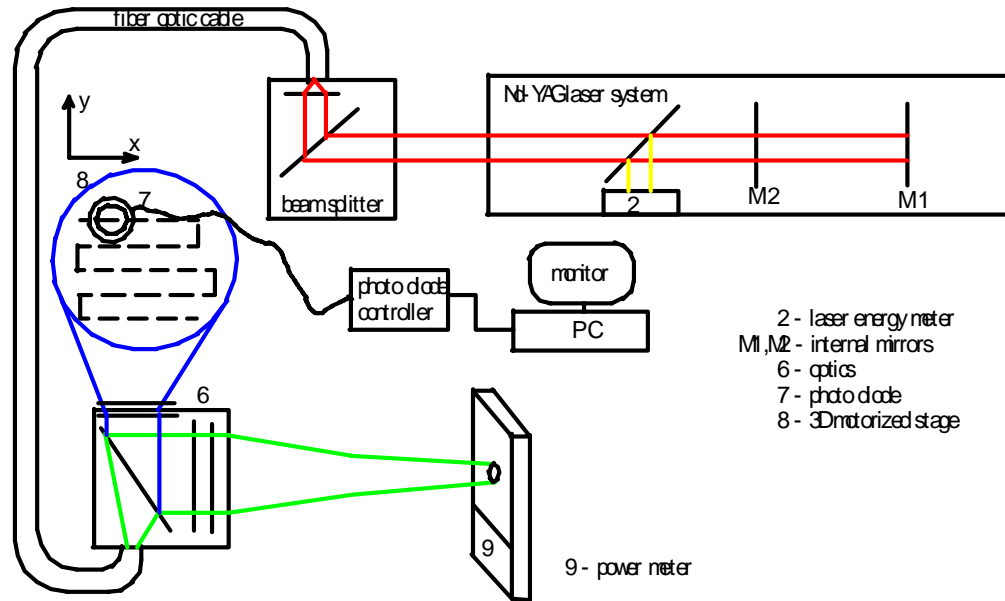 fiber optic cable
Nd-YAG laser system
y
x
8
7
beam splitter
2
M2
M1
monitor
photo diode
controller
PC
2 - laser energy meter
M1,M2 - internal mirrors
6 - optics
7 - photo diode
8 - 3D motorized stage
6
9
9 - power meter